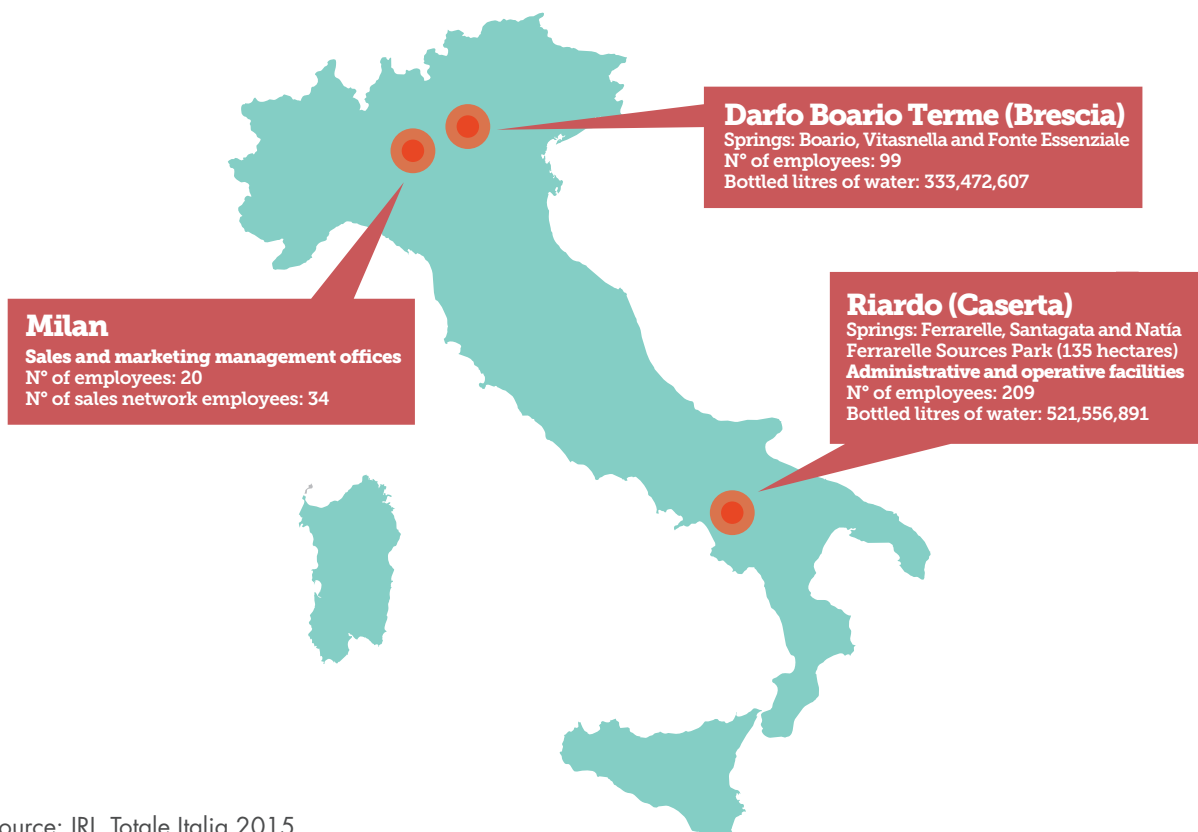 Darfo Boario Terme (Brescia)
Springs: Boario, Vitasnella and Fonte Essenziale
N° of employees: 99
Bottled litres of water: 333,472,607
Milan
Sales and marketing management offices
N° of employees: 20
N° of sales network employees: 34
Riardo (Caserta)
Springs: Ferrarelle, Santagata and Natía
Ferrarelle Sources Park (135 hectares)
Administrative and operative facilities
N° of employees: 209
Bottled litres of water: 521,556,891
ource: IRI, Totale Italia 2015